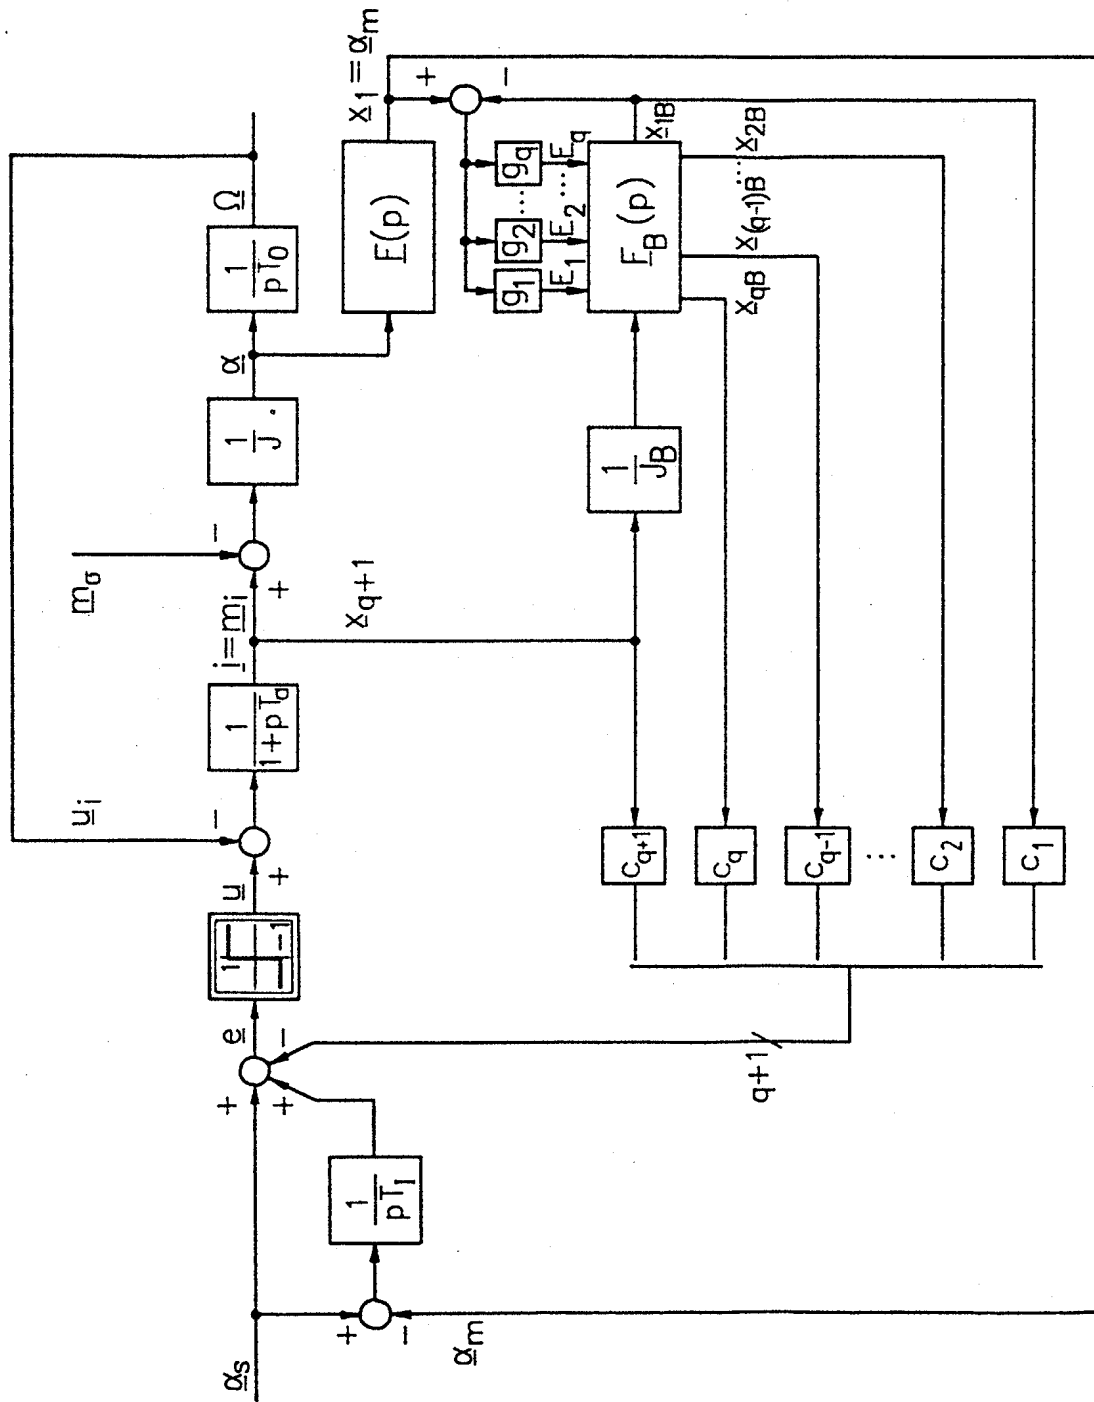 α_s
+
−
α_m
1/(pT_I)
+
+
−
e
1
−1
u
+
−
u_i
1/(1+pT_a)
i=m_i
+
−
m_σ
1/J
α
1/(pT_0)
Ω
F(p)
x_1=α_m
+
−
g_1
g_2
...
g_q
E_1
E_2
...
E_q
F_B(p)
x_1B
x_2B
...
x_(q-1)B
x_qB
1/J_B
x_q+1
c_q+1
c_q
c_q-1
...
c_2
c_1
q+1